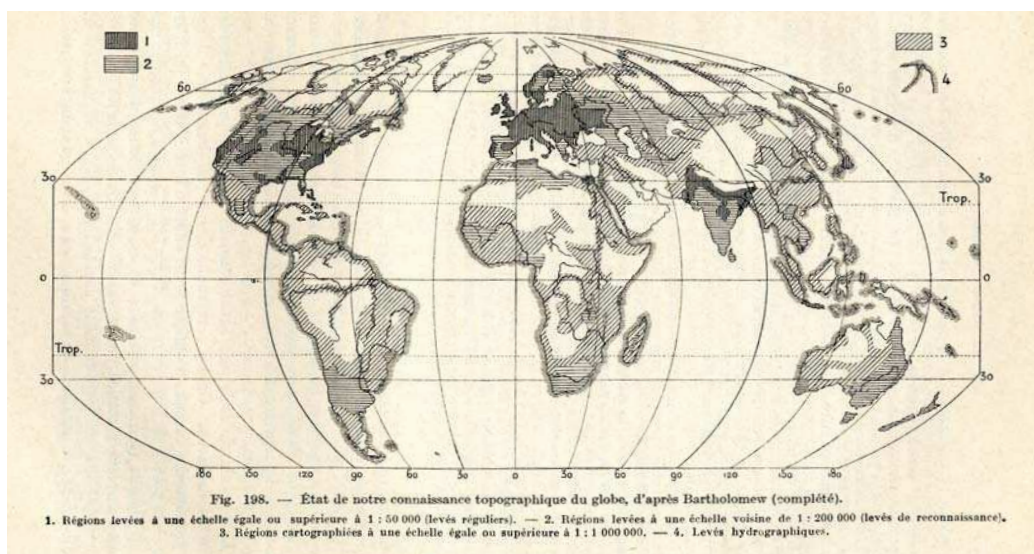 1
2
3
4
60
60
30
30
Trop.
0
0
Trop.
30
30
180 150 120 90 60 30 0 30 60 90 120 150 180
Fig. 198. — État de notre connaissance topographique du globe, d'après Bartholomew (complété).
1. Régions levées à une échelle égale ou supérieure à 1 : 50 000 (levés réguliers). — 2. Régions levées à une échelle voisine de 1 : 200 000 (levés de reconnaissance).
3. Régions cartographiées à une échelle égale ou supérieure à 1 : 1 000 000. — 4. Levés hydrographiques.